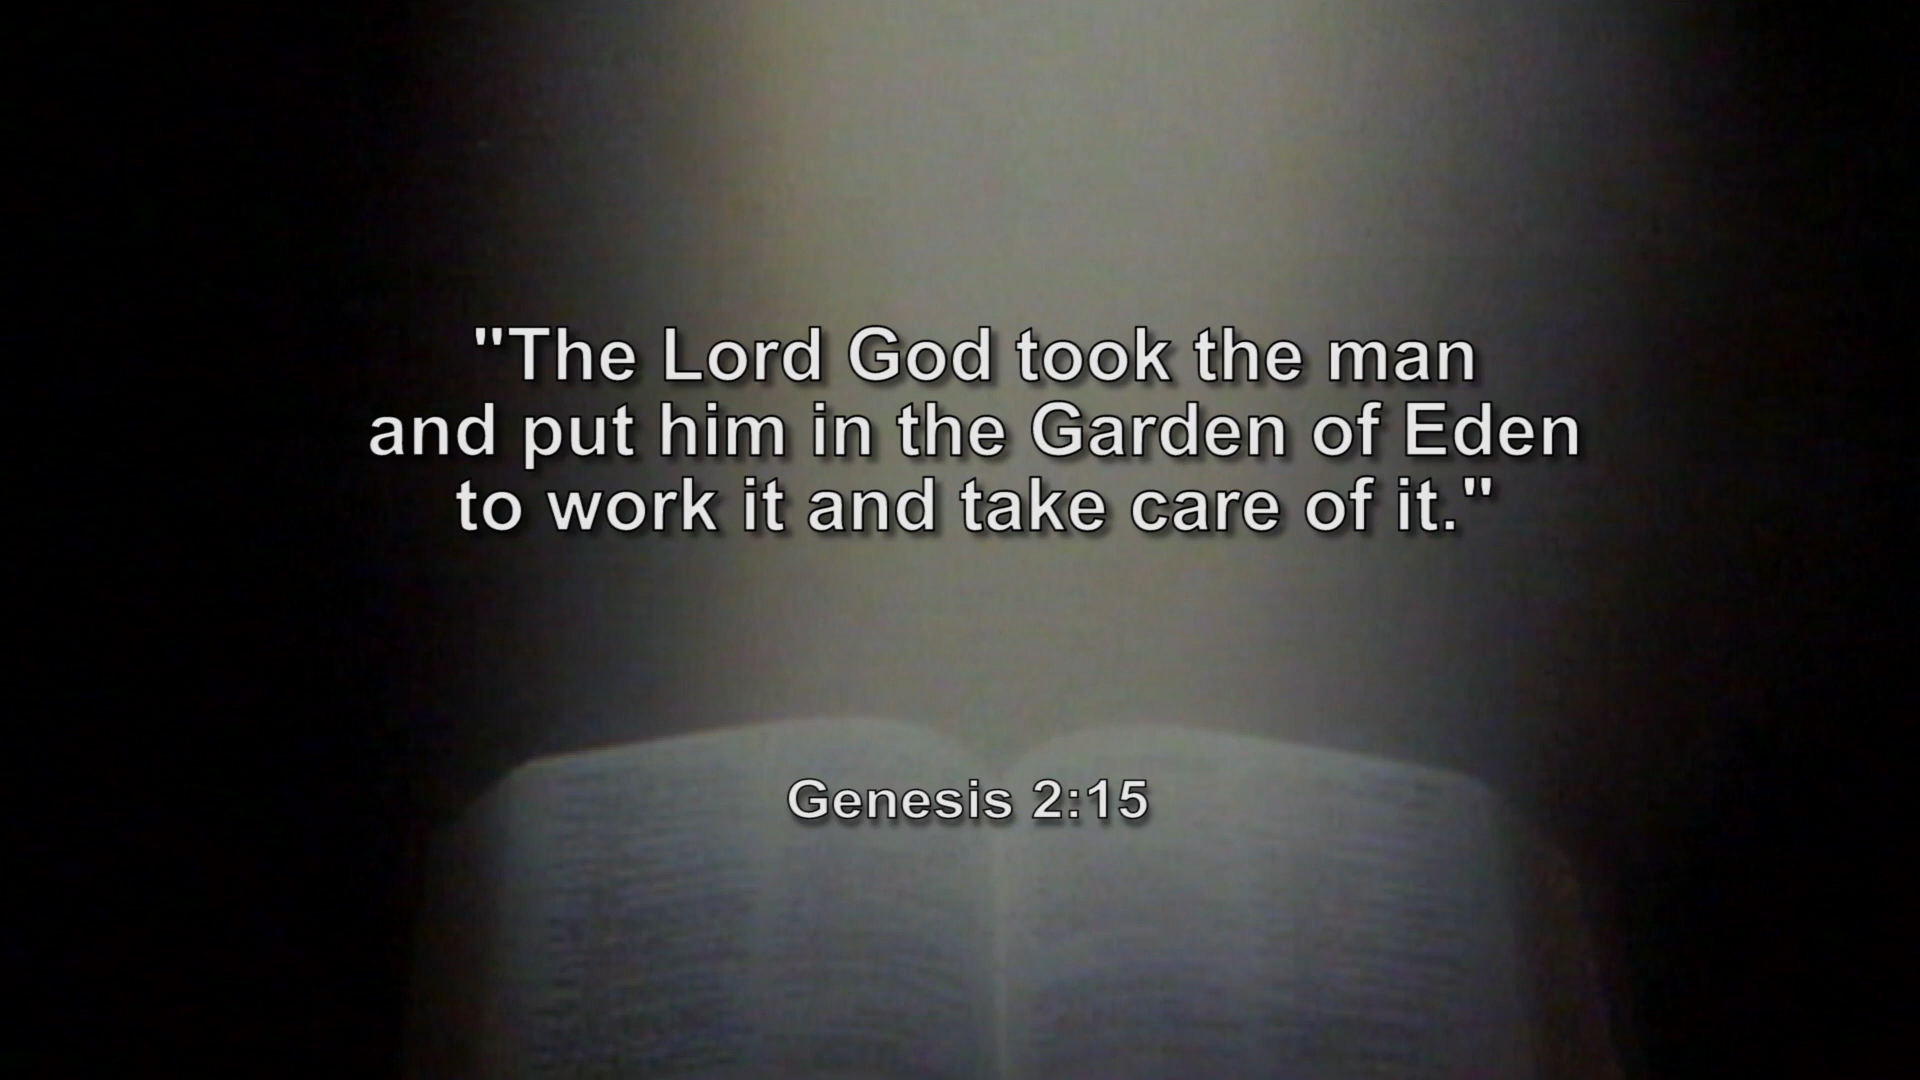 "The Lord God took the man
and put him in the Garden of Eden
to work it and take care of it."
Genesis 2:15